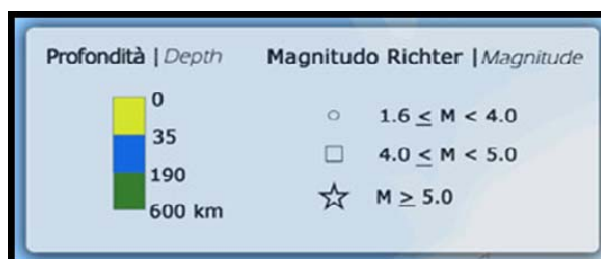 Profondità | Depth
0
35
190
600 km
Magnitudo Richter | Magnitude
1.6 ≤ M < 4.0
4.0 ≤ M < 5.0
M ≥ 5.0